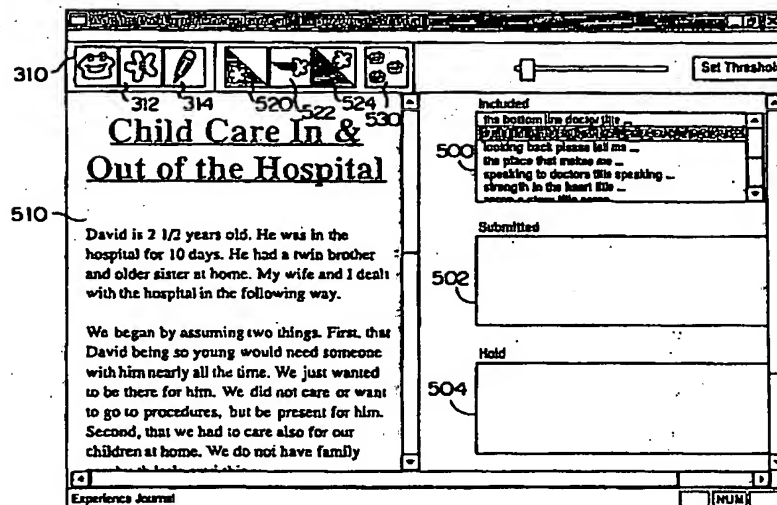 310
312
314
520
522
524
530
Set Threshold
Child Care In &
Out of the Hospital
510
David is 2 1/2 years old. He was in the
hospital for 10 days. He had a twin brother
and older sister at home. My wife and I dealt
with the hospital in the following way.
We began by assuming two things. First, that
David being so young would need someone
with him nearly all the time. We just wanted
to be there for him. We did not care or want
to go to procedures, but be present for him.
Second, that we had to care also for our
children at home. We do not have family
Included
the bottom line doctor title ...
looking back please tell me ...
the place that makes me ...
speaking to doctors title speaking ...
strength in the heart title ...
500
Submitted
502
Hold
504
Experience Journal
NUM